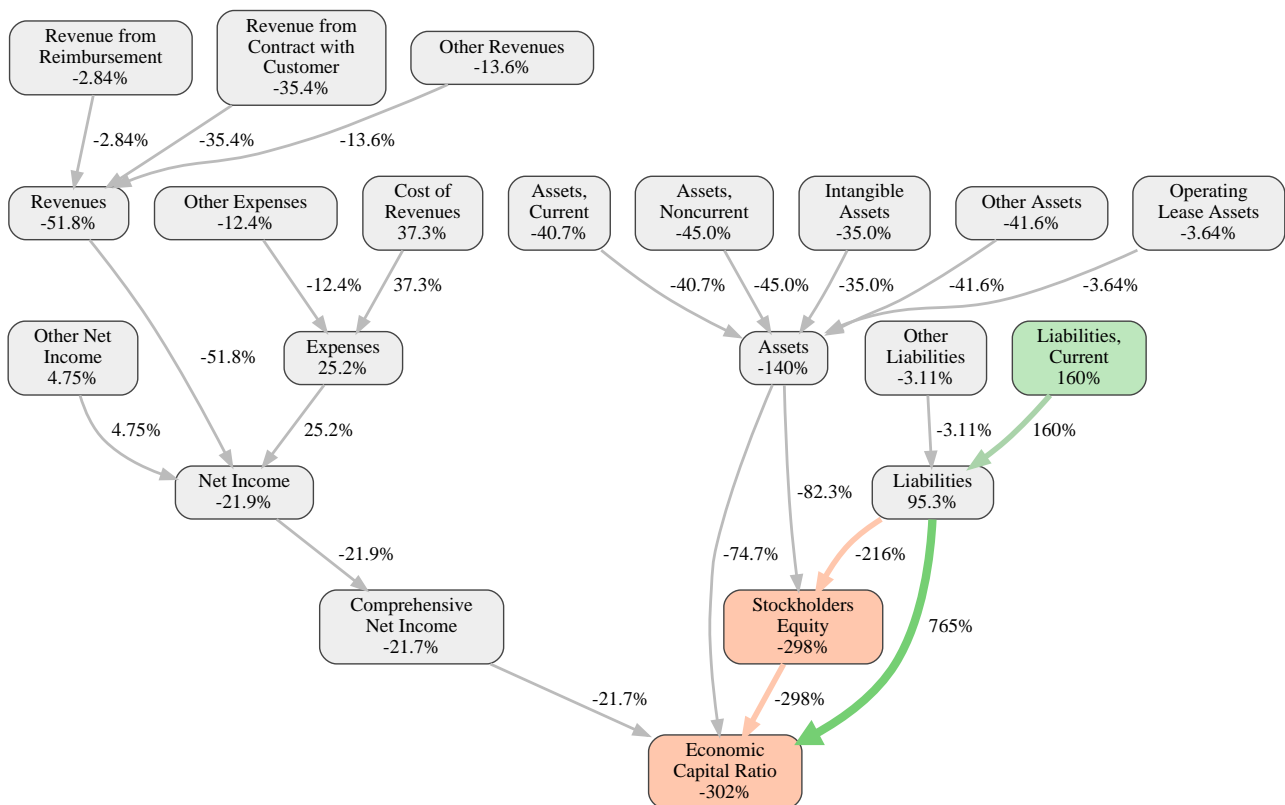 Revenue from
Reimbursement
-2.84%
Revenue from
Contract with
Customer
-35.4%
Other Revenues
-13.6%
-2.84%
-35.4%
-13.6%
Revenues
-51.8%
Other Expenses
-12.4%
Cost of
Revenues
37.3%
Assets,
Current
-40.7%
Assets,
Noncurrent
-45.0%
Intangible
Assets
-35.0%
Other Assets
-41.6%
Operating
Lease Assets
-3.64%
-12.4%
37.3%
-40.7%
-45.0%
-35.0%
-41.6%
-3.64%
Other Net
Income
4.75%
-51.8%
Expenses
25.2%
Assets
-140%
Other
Liabilities
-3.11%
Liabilities,
Current
160%
4.75%
25.2%
-3.11%
160%
Net Income
-21.9%
-82.3%
Liabilities
95.3%
-21.9%
-74.7%
-216%
Comprehensive
Net Income
-21.7%
Stockholders
Equity
-298%
765%
-21.7%
-298%
Economic
Capital Ratio
-302%